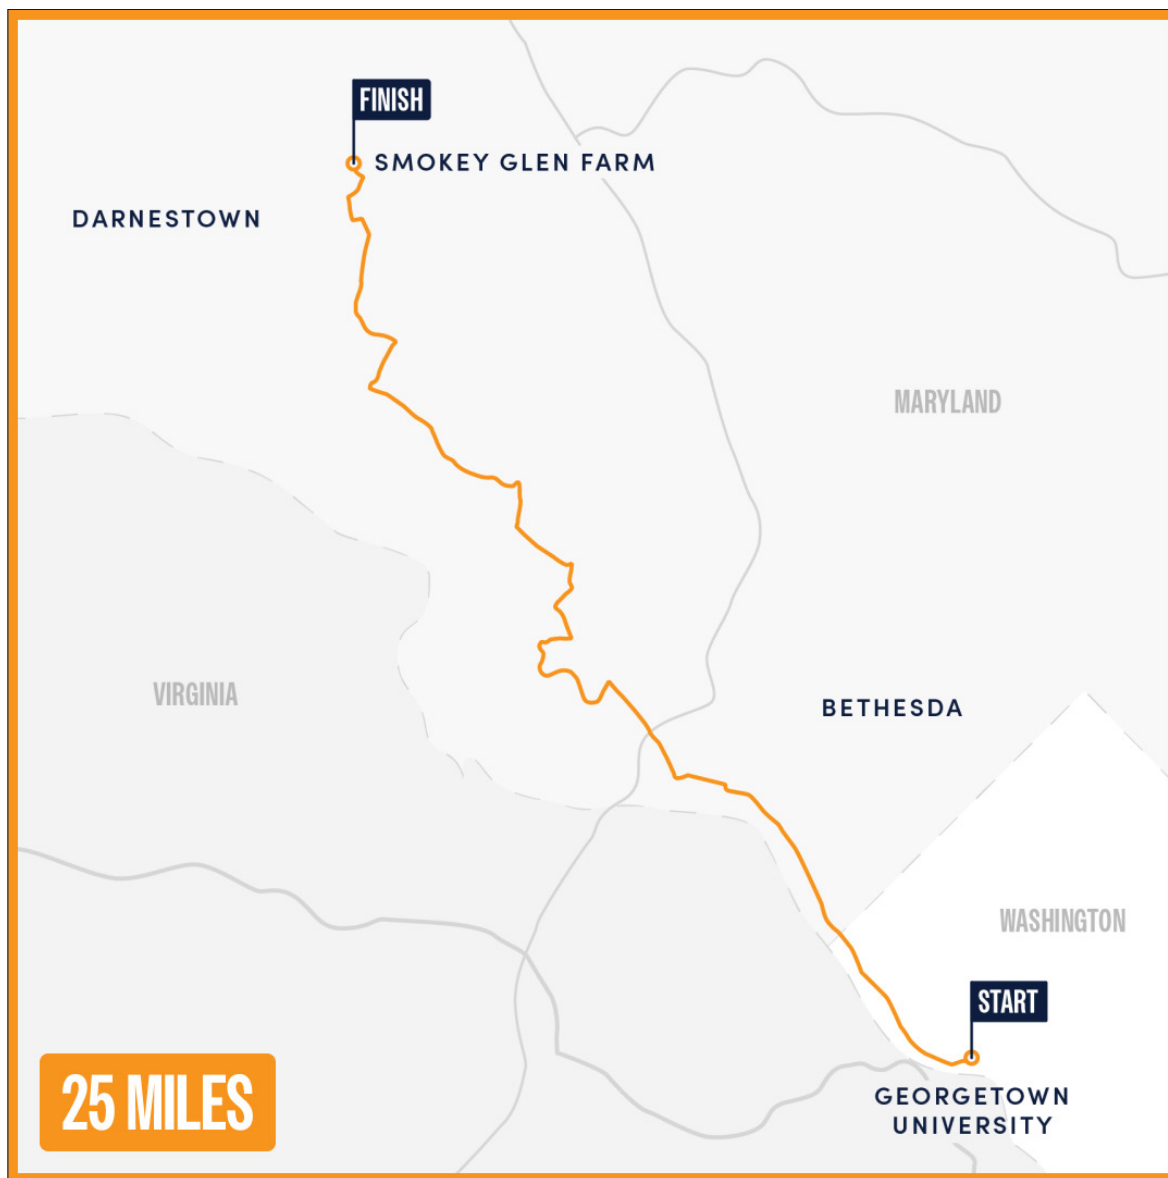 FINISH
SMOKEY GLEN FARM
DARNESTOWN
MARYLAND
VIRGINIA
BETHESDA
WASHINGTON
START
25 MILES
GEORGETOWN
UNIVERSITY